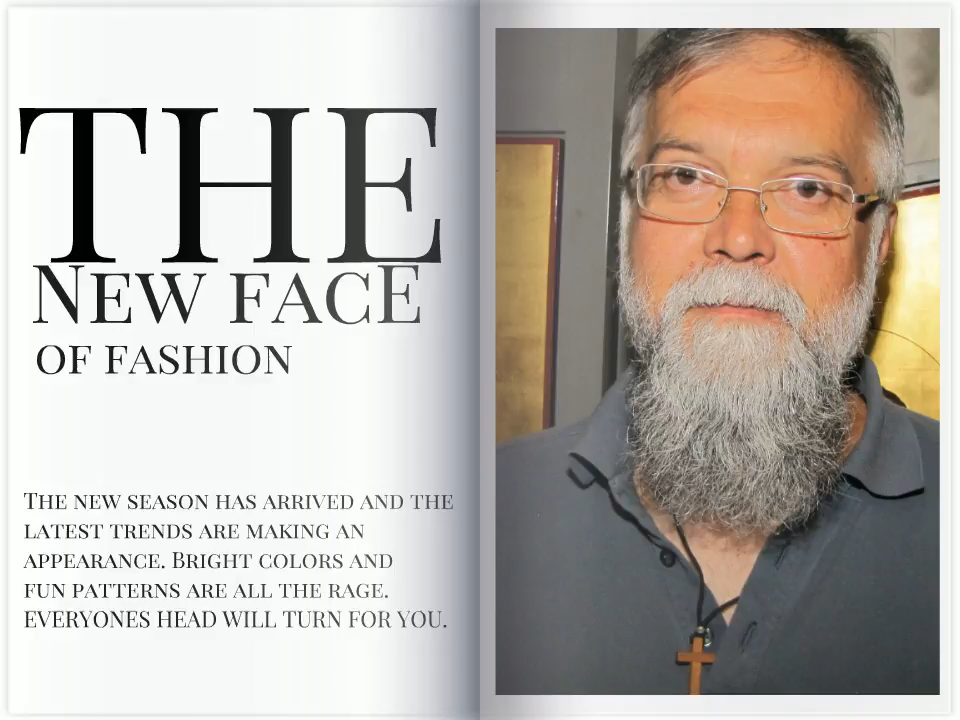 THE
NEW FACE
OF FASHION
THE NEW SEASON HAS ARRIVED AND THE
LATEST TRENDS ARE MAKING AN
APPEARANCE. BRIGHT COLORS AND
FUN PATTERNS ARE ALL THE RAGE.
EVERYONES HEAD WILL TURN FOR YOU.